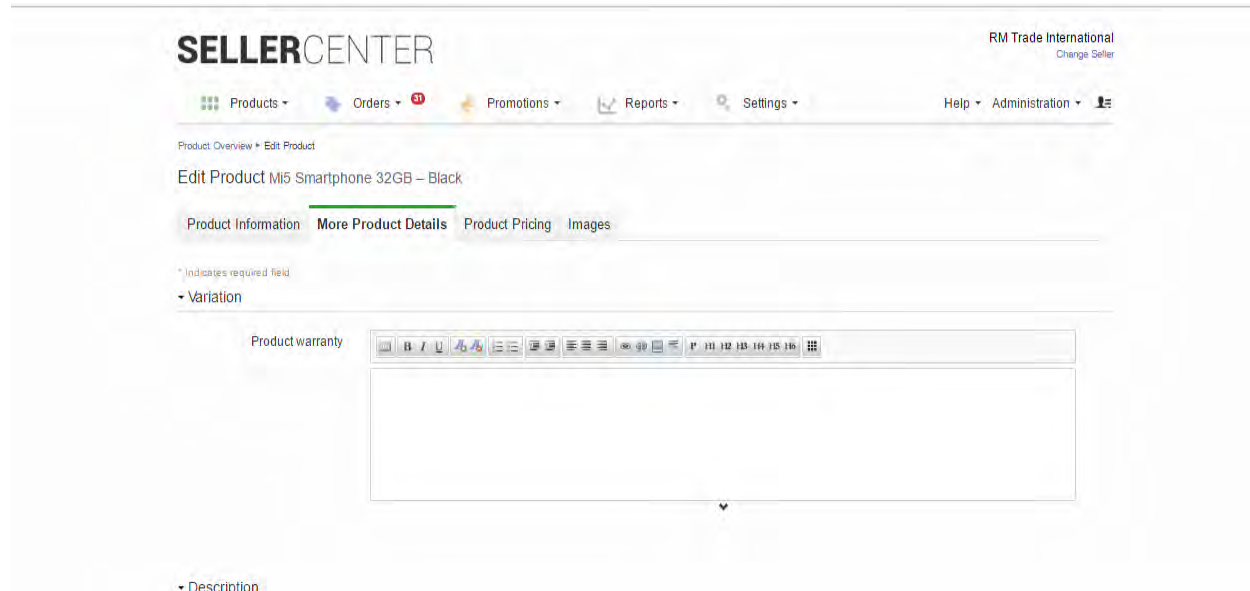 SELLERCENTER
RM Trade International
Change Seller
Products
Orders 31
Promotions
Reports
Settings
Help
Administration
Product Overview Edit Product
Edit Product Mi5 Smartphone 32GB – Black
Product Information
More Product Details
Product Pricing
Images
* Indicates required field
Variation
Product warranty
B I U
P H1 H2 H3 H4 H5 H6
Description